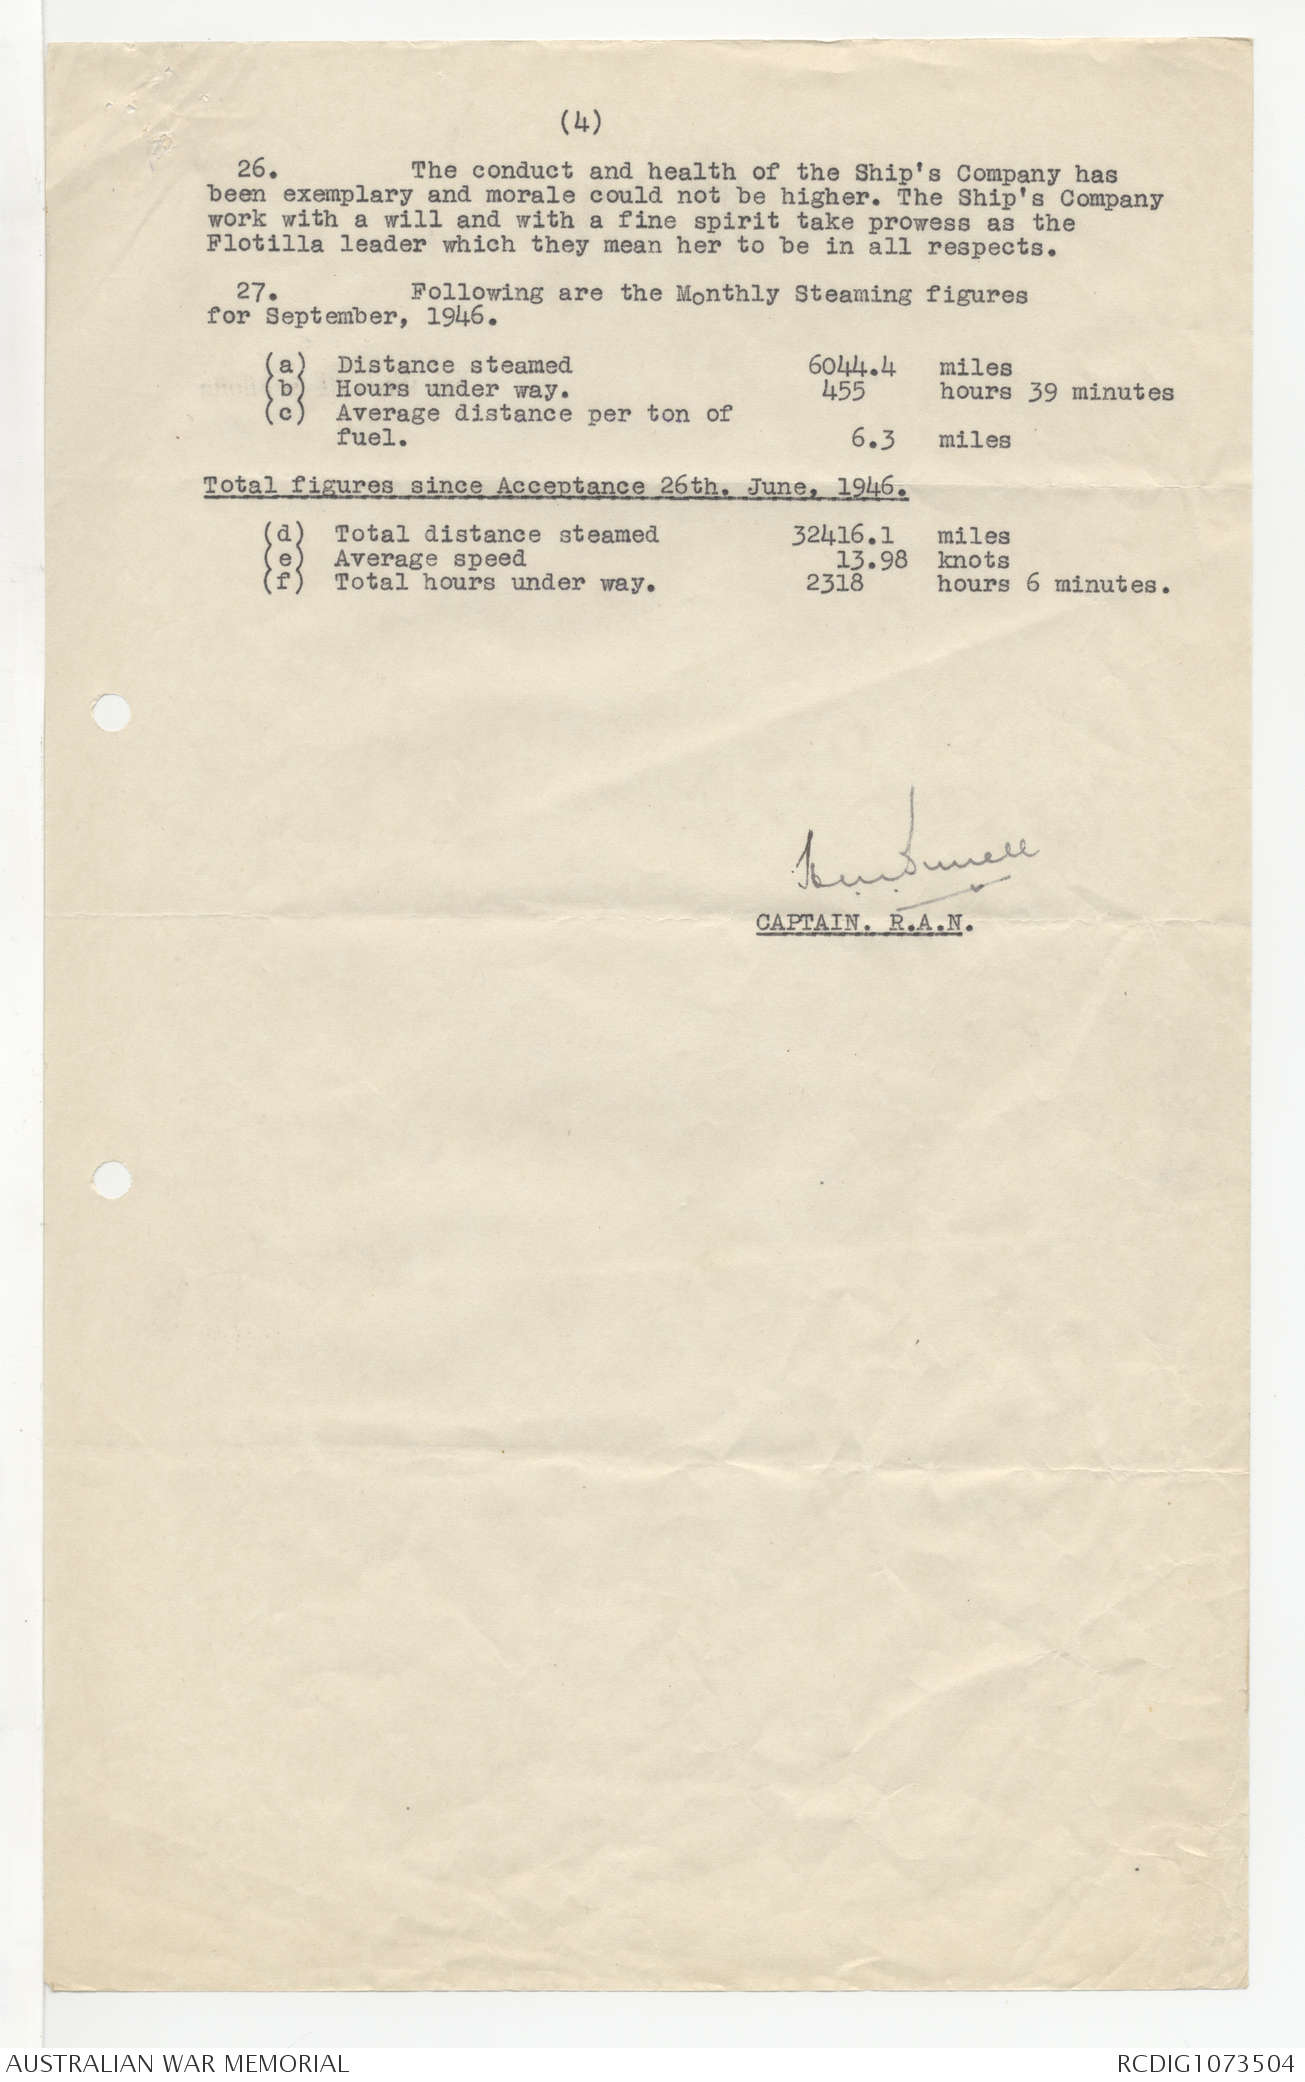 (4)
26. The conduct and health of the Ship's Company has
been exemplary and morale could not be higher. The Ship's Company
work with a will and with a fine spirit take prowess as the
Flotilla leader which they mean her to be in all respects.
27. Following are the Monthly Steaming figures
for September, 1946.
(a) Distance steamed 6044.4 miles
(b) Hours under way. 455 hours 39 minutes
(c) Average distance per ton of
fuel. 6.3 miles
Total figures since Acceptance 26th. June, 1946.
(d) Total distance steamed 32416.1 miles
(e) Average speed 13.98 knots
(f) Total hours under way. 2318 hours 6 minutes.
CAPTAIN. R.A.N.
AUSTRALIAN WAR MEMORIAL RCDIG1073504